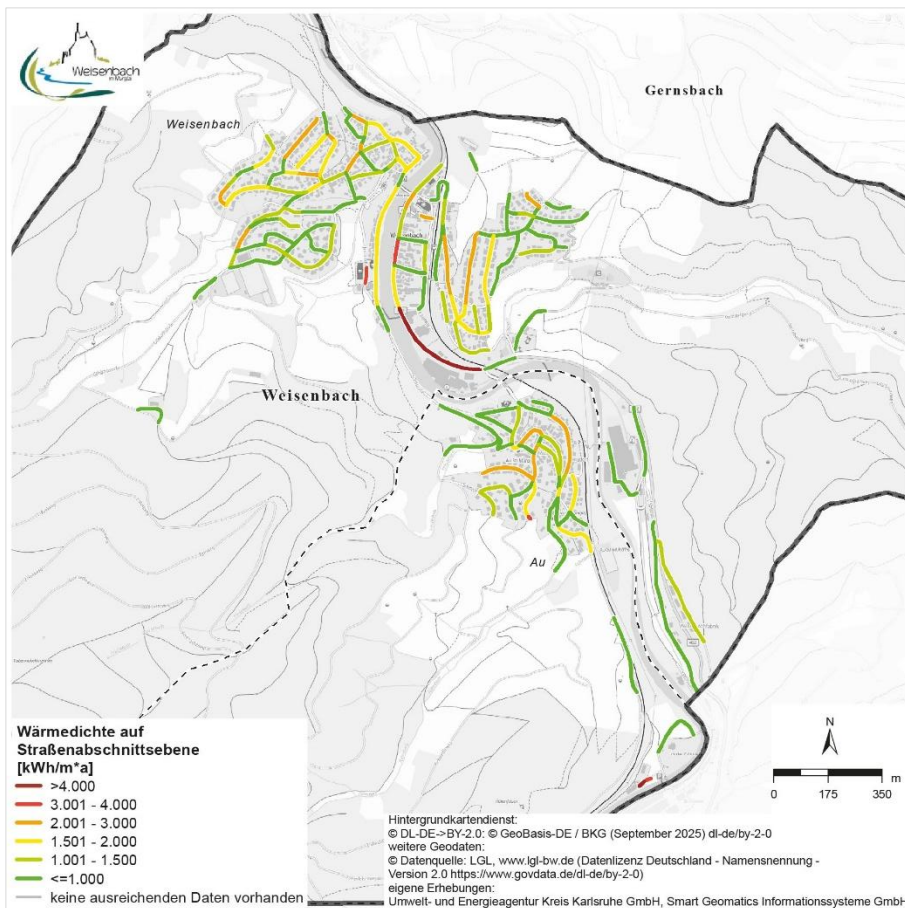 Weisenbach
im Murgtal
Gernsbach
Weisenbach
Weisenbach
Au
Wärmedichte auf
Straßenabschnittsebene
[kWh/m*a]
>4.000
3.001 - 4.000
2.001 - 3.000
1.501 - 2.000
1.001 - 1.500
<=1.000
keine ausreichenden Daten vorhanden
N
m
0 175 350
Hintergrundkartendienst:
© DL-DE->BY-2.0: © GeoBasis-DE / BKG (September 2025) dl-de/by-2-0
weitere Geodaten:
© Datenquelle: LGL, www.lgl-bw.de (Datenlizenz Deutschland - Namensnennung -
Version 2.0 https://www.govdata.de/dl-de/by-2-0)
eigene Erhebungen:
Umwelt- und Energieagentur Kreis Karlsruhe GmbH, Smart Geomatics Informationssysteme GmbH